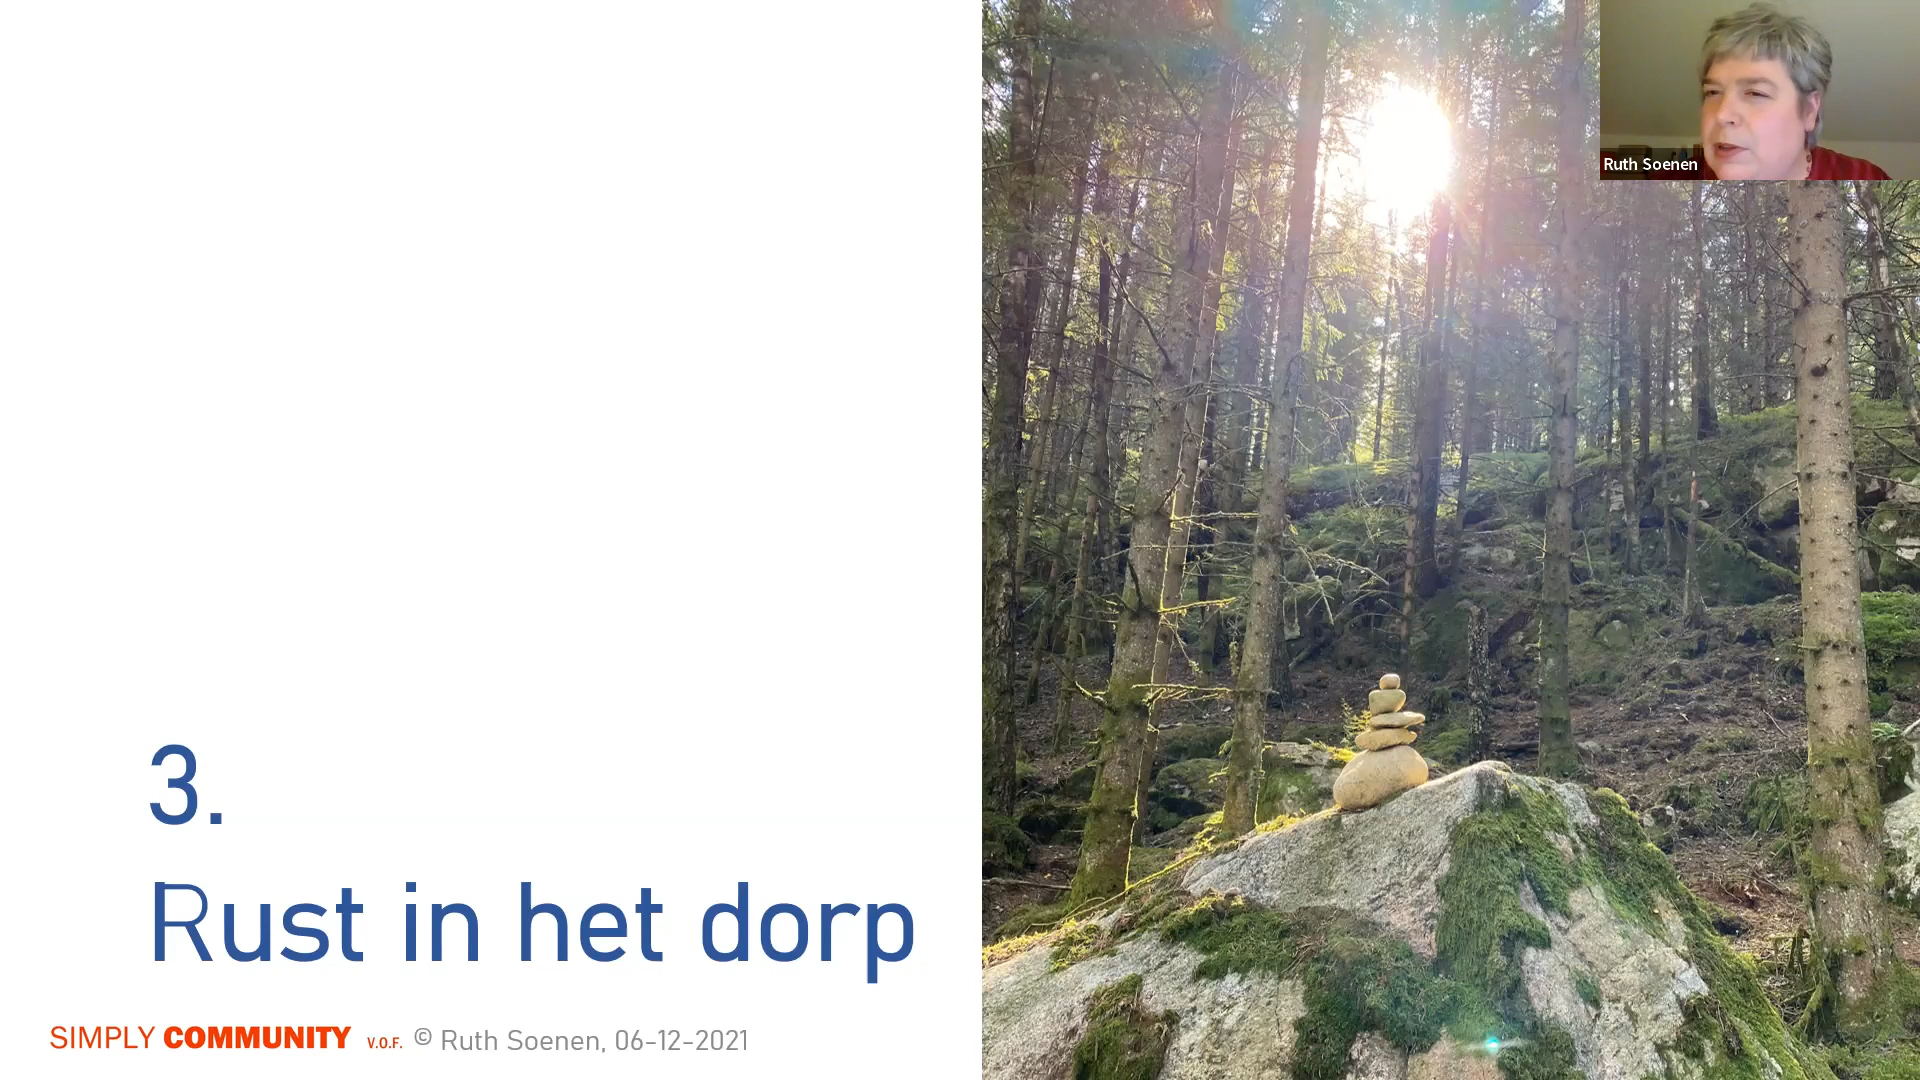 Ruth Soenen
3.
Rust in het dorp
SIMPLY COMMUNITY V.O.F. © Ruth Soenen, 06-12-2021